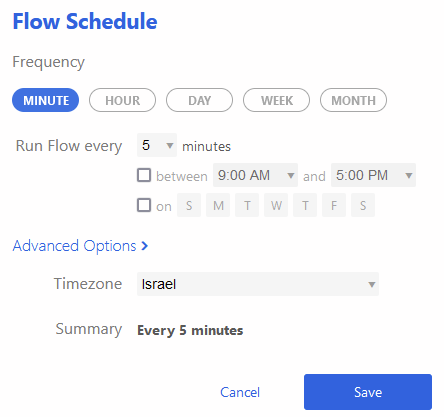 Flow Schedule
Frequency
MINUTE HOUR DAY WEEK MONTH
Run Flow every 5 minutes
between 9:00 AM and 5:00 PM
on S M T W T F S
Advanced Options
Timezone Israel
Summary Every 5 minutes
Cancel Save